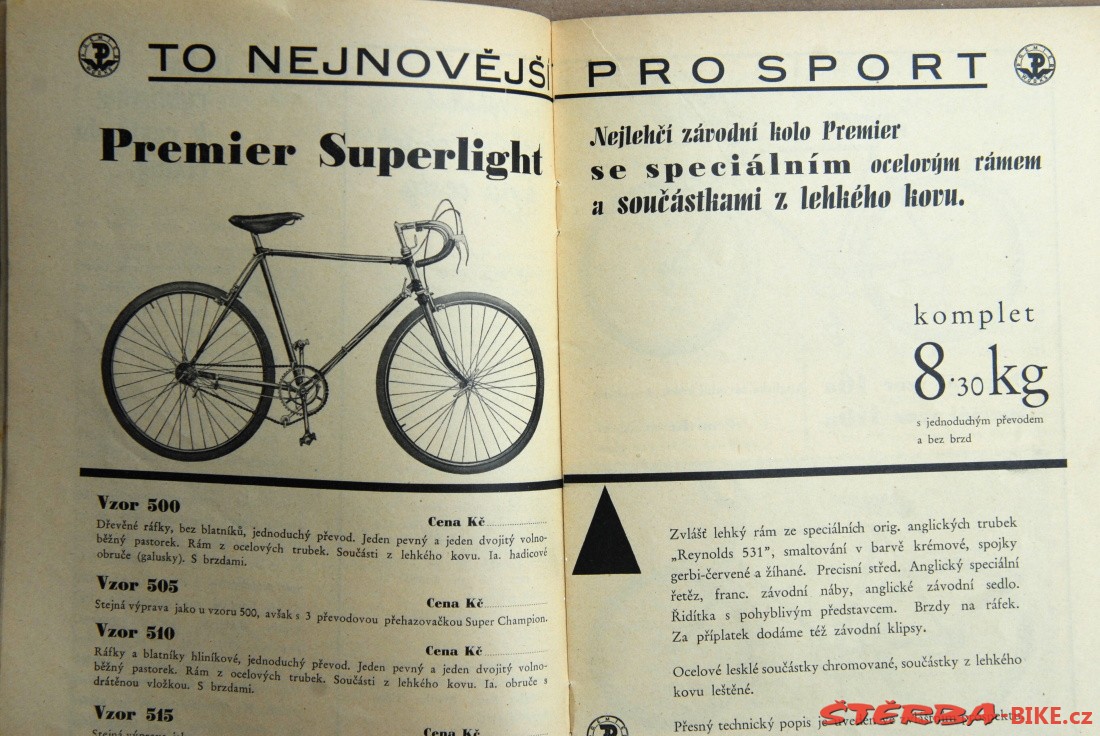 TO NEJNOVĚJŠÍ PRO SPORT
Premier Superlight
Vzor 500
Cena Kč
Dřevěné ráfky, bez blatníků, jednoduchý převod. Jeden pevný a jeden dvojitý volno-
běžný pastorek. Rám z ocelových trubek. Součásti z lehkého kovu. Ia. hadicové
obruče (galusky). S brzdami.
Vzor 505
Cena Kč
Stejná výprava jako u vzoru 500, avšak s 3 převodovou přehazovačkou Super Champion.
Vzor 510
Cena Kč
Ráfky a blatníky hliníkové, jednoduchý převod. Jeden pevný a jeden dvojitý volno-
běžný pastorek. Rám z ocelových trubek. Součásti z lehkého kovu. Ia. obruče s
drátěnou vložkou. S brzdami.
Vzor 515
Cena Kč
Stejná výprava
Nejlehčí závodní kolo Premier
se speciálním ocelovým rámem
a součástkami z lehkého kovu.
komplet
8·30 kg
s jednoduchým převodem
a bez brzd
Zvlášť lehký rám ze speciálních orig. anglických trubek
„Reynolds 531”, smaltování v barvě krémové, spojky
gerbi-červené a žíhané. Precisní střed. Anglický speciální
řetěz, franc. závodní náby, anglické závodní sedlo.
Řidítka s pohyblivým představcem. Brzdy na ráfek.
Za příplatek dodáme též závodní klipsy.
Ocelové lesklé součástky chromované, součástky z lehkého
kovu leštěné.
Přesný technický popis je
ŠTĚRBA-BIKE.cz